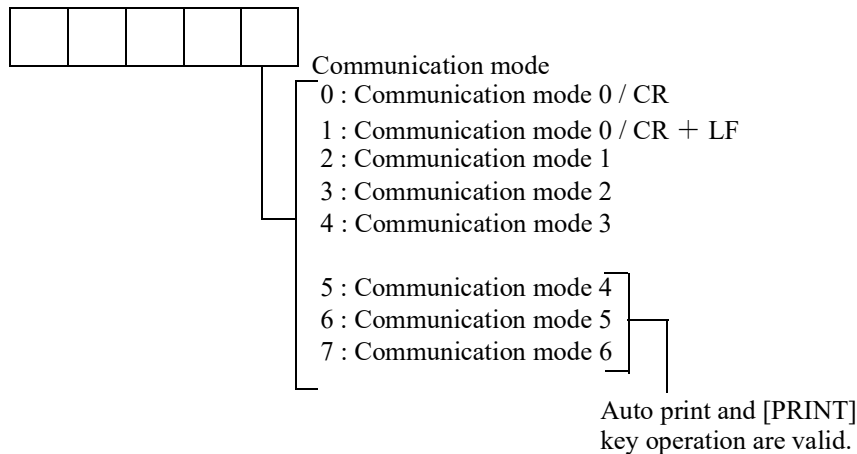 Communication mode
0 : Communication mode 0 / CR
1 : Communication mode 0 / CR + LF
2 : Communication mode 1
3 : Communication mode 2
4 : Communication mode 3
5 : Communication mode 4
6 : Communication mode 5
7 : Communication mode 6
Auto print and [PRINT]
key operation are valid.